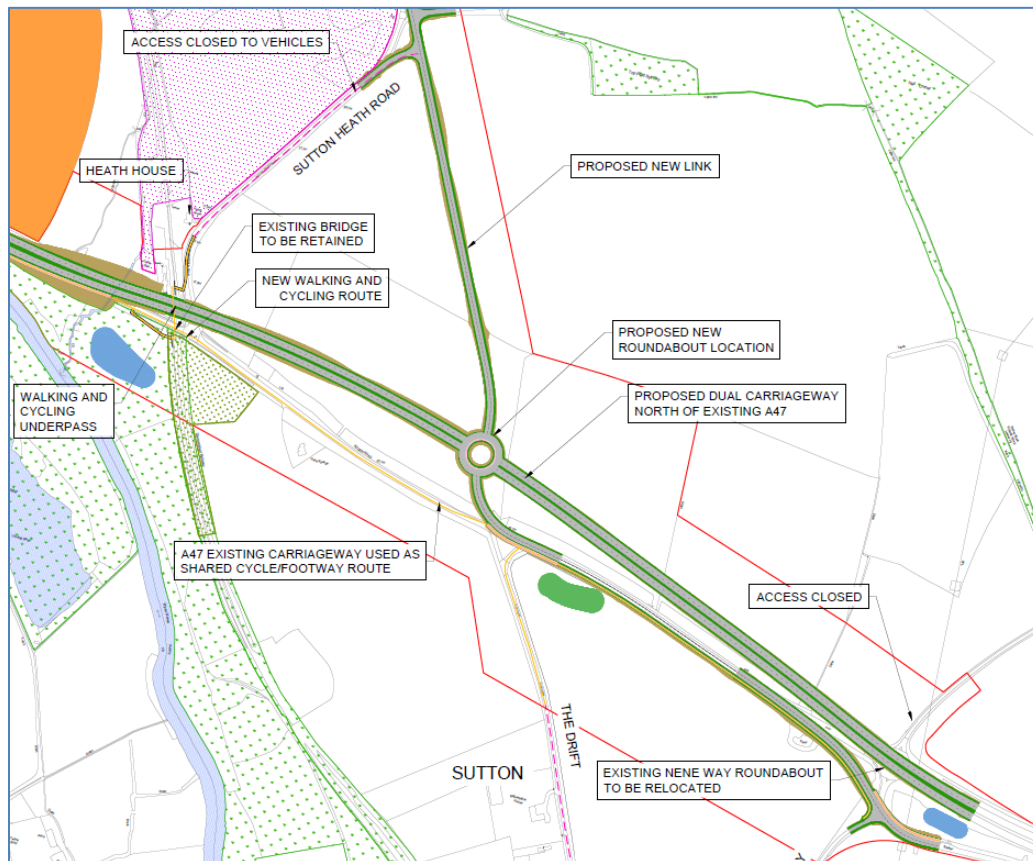 ACCESS CLOSED TO VEHICLES
SUTTON HEATH ROAD
HEATH HOUSE
PROPOSED NEW LINK
EXISTING BRIDGE
TO BE RETAINED
NEW WALKING AND
CYCLING ROUTE
PROPOSED NEW
ROUNDABOUT LOCATION
WALKING AND
CYCLING
UNDERPASS
PROPOSED DUAL CARRIAGEWAY
NORTH OF EXISTING A47
A47 EXISTING CARRIAGEWAY USED AS
SHARED CYCLE/FOOTWAY ROUTE
ACCESS CLOSED
THE DRIFT
SUTTON
EXISTING NENE WAY ROUNDABOUT
TO BE RELOCATED